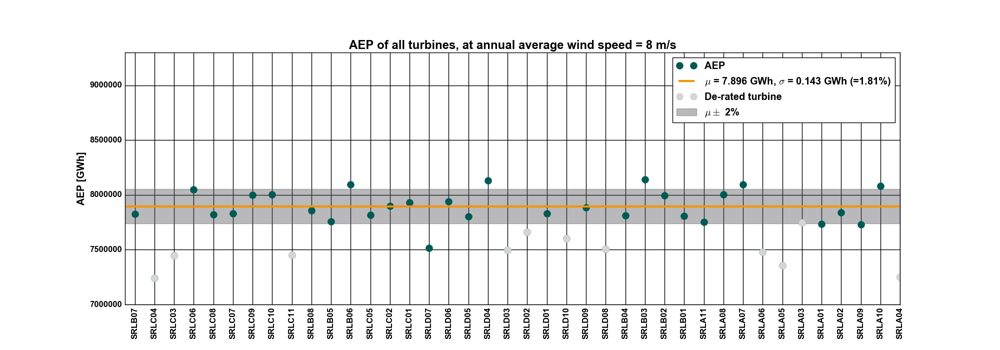 AEP of all turbines, at annual average wind speed = 8 m/s
AEP
μ = 7.896 GWh, σ = 0.143 GWh (=1.81%)
De-rated turbine
μ ± 2%
AEP [GWh]
9000000
8500000
8000000
7500000
7000000
SRLB07
SRLC04
SRLC03
SRLC06
SRLC08
SRLC07
SRLC09
SRLC10
SRLC11
SRLB08
SRLB05
SRLB06
SRLC05
SRLC02
SRLC01
SRLD07
SRLD06
SRLD05
SRLD04
SRLD03
SRLD02
SRLD01
SRLD10
SRLD09
SRLD08
SRLB04
SRLB03
SRLB02
SRLB01
SRLA11
SRLA08
SRLA07
SRLA06
SRLA05
SRLA03
SRLA01
SRLA02
SRLA09
SRLA10
SRLA04